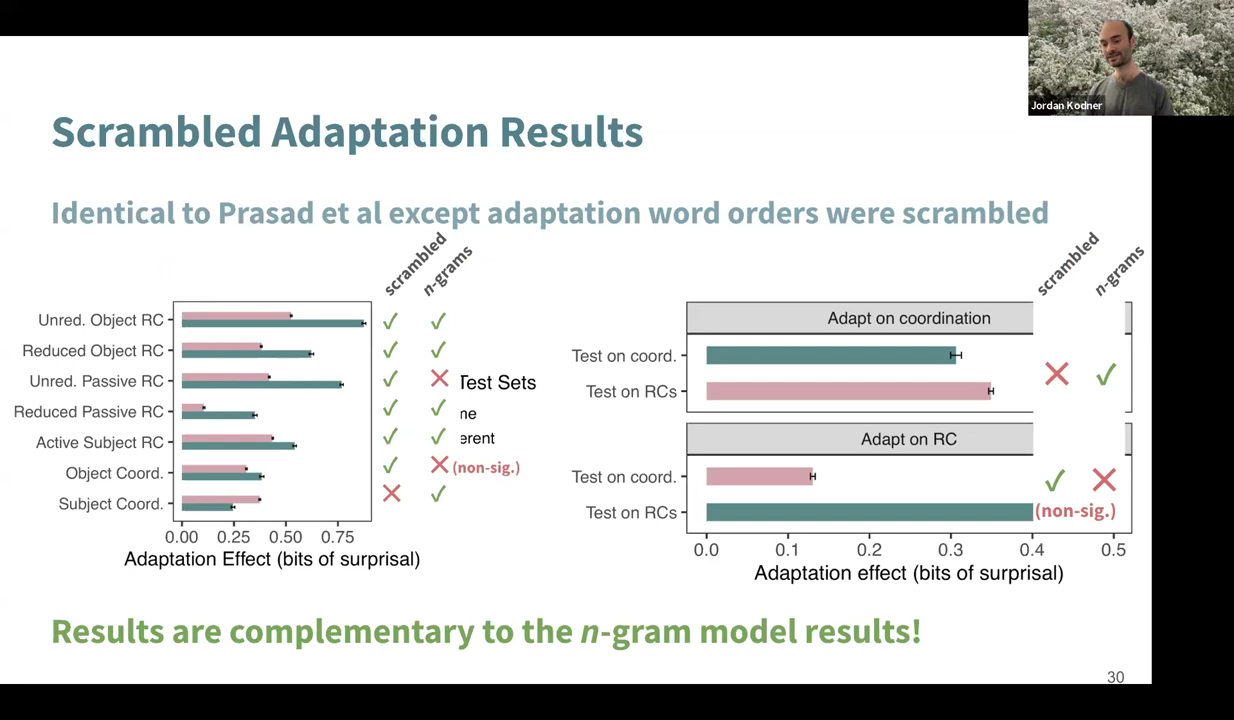 Jordan Kodner
Scrambled Adaptation Results
Identical to Prasad et al except adaptation word orders were scrambled
scrambled
n-grams
Unred. Object RC
Reduced Object RC
Unred. Passive RC
Reduced Passive RC
Active Subject RC
Object Coord.
Subject Coord.
Test Sets
me
erent
(non-sig.)
0.00 0.25 0.50 0.75
Adaptation Effect (bits of surprisal)
scrambled
n-grams
Adapt on coordination
Test on coord.
Test on RCs
Adapt on RC
Test on coord.
Test on RCs
(non-sig.)
0.0 0.1 0.2 0.3 0.4 0.5
Adaptation effect (bits of surprisal)
Results are complementary to the n-gram model results!
30